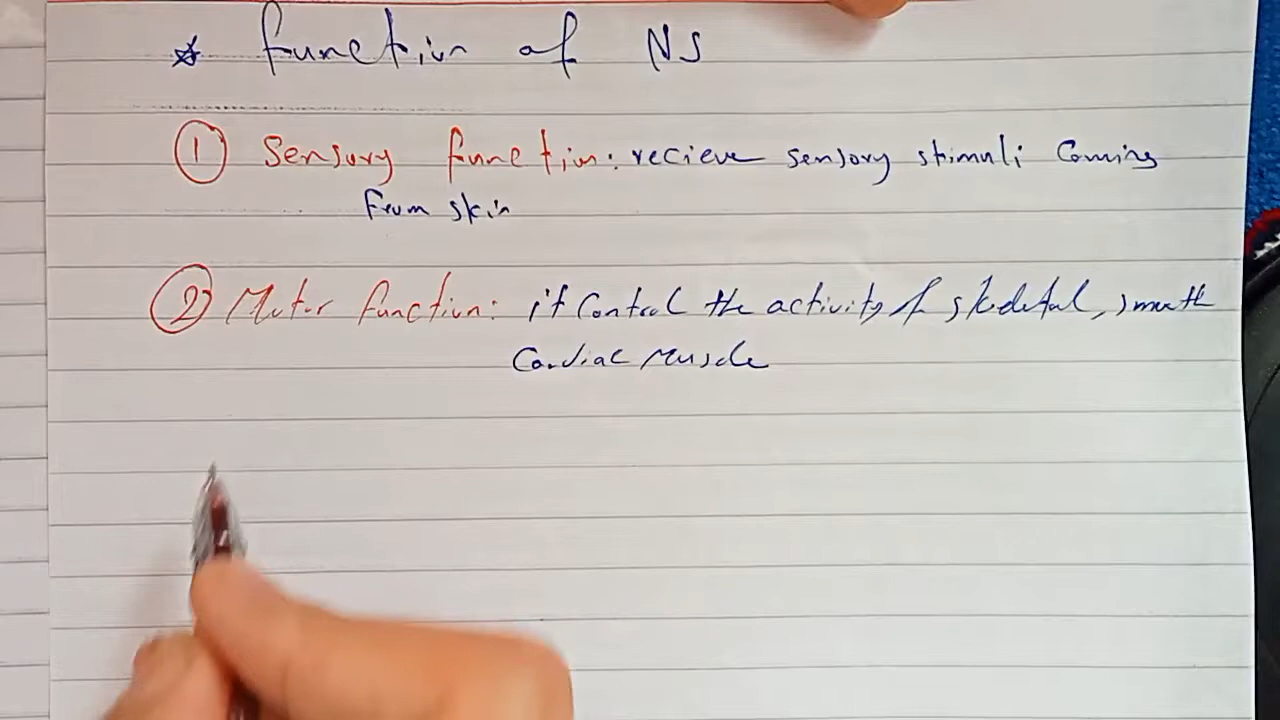 ☆ function of NS
① Sensory function: recieve sensory stimuli Coming
from skin
② Motor function: it Control the activity of skeletal, smooth
Cardiac Muscle